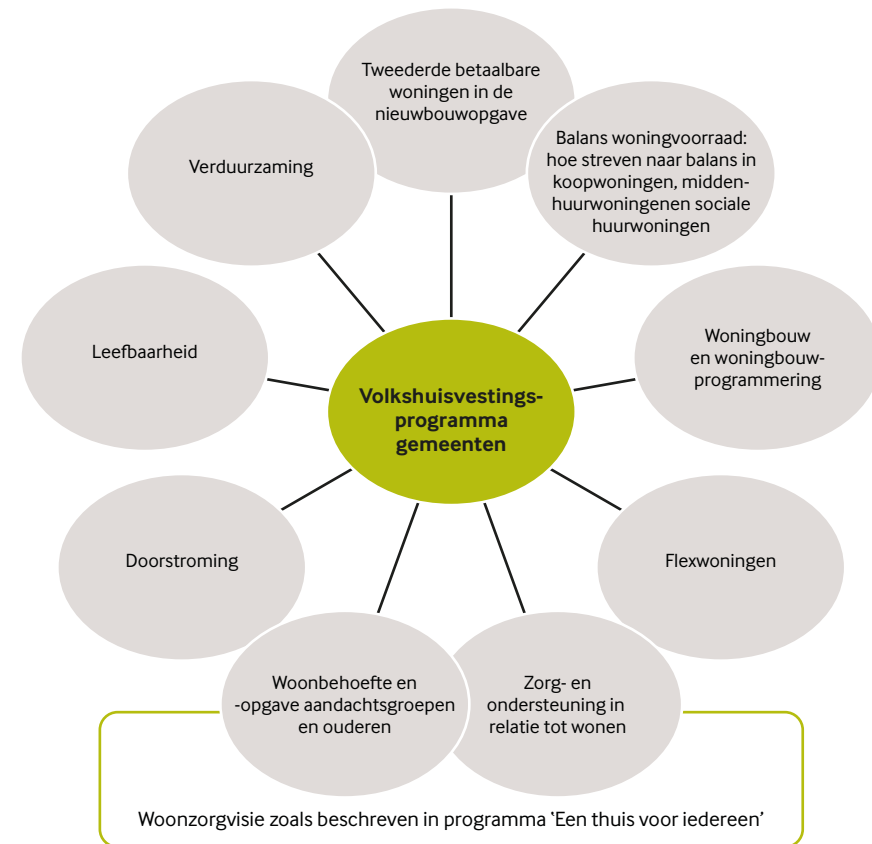 Tweederde betaalbare
woningen in de
nieuwbouwopgave
Balans woningvoorraad:
hoe streven naar balans in
koopwoningen, midden-
huurwoningenen sociale
huurwoningen
Verduurzaming
Woningbouw
en woningbouw-
programmering
Leefbaarheid
Volkshuisvestings-
programma
gemeenten
Doorstroming
Flexwoningen
Woonbehoefte en
-opgave aandachtsgroepen
en ouderen
Zorg- en
ondersteuning in
relatie tot wonen
Woonzorgvisie zoals beschreven in programma ‘Een thuis voor iedereen’